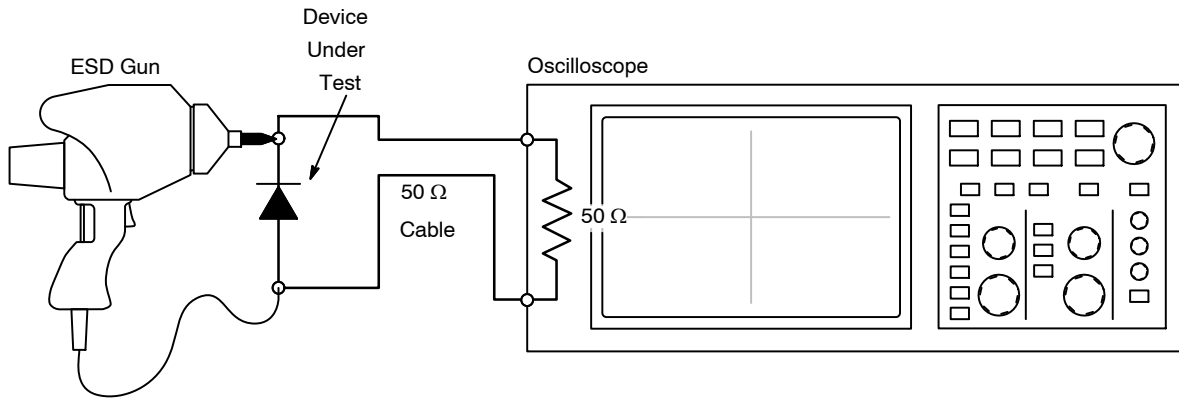 Device
Under
Test
ESD Gun
Oscilloscope
50 Ω
Cable
50 Ω